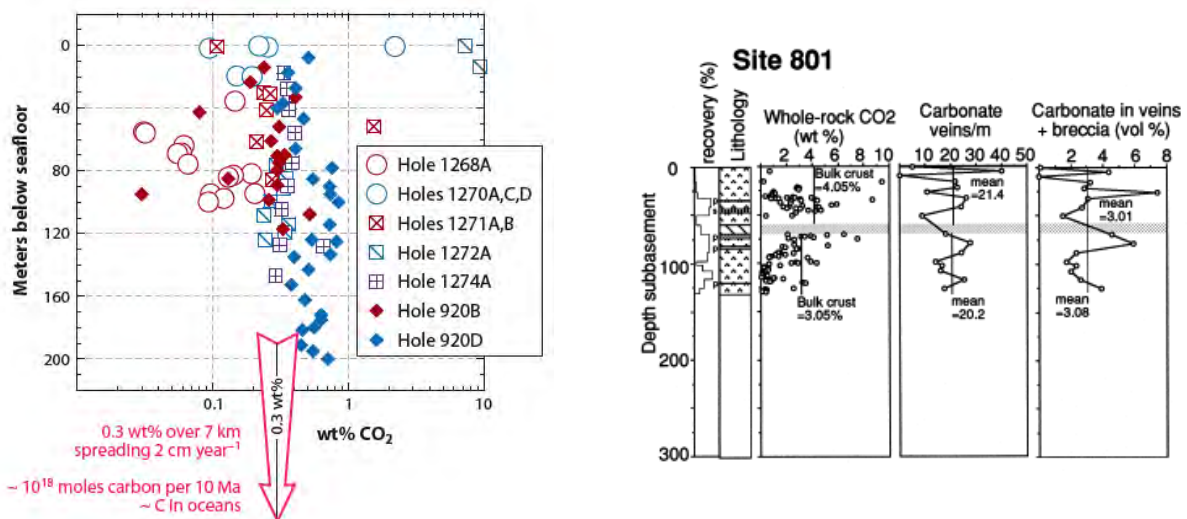 0
40
80
120
160
200
Meters below seafloor
Hole 1268A
Holes 1270A,C,D
Holes 1271A,B
Hole 1272A
Hole 1274A
Hole 920B
Hole 920D
0.1
1
10
wt% CO2
0.3 wt%
0.3 wt% over 7 km
spreading 2 cm year−1
~ 10^18 moles carbon per 10 Ma
~ C in oceans
Site 801
recovery (%)
Lithology
Whole-rock CO2
(wt %)
2 4 6 8 10
Carbonate
veins/m
10 20 30 40 50
Carbonate in veins
+ breccia (vol %)
0 2 4 6 8
Depth subbasement
0
100
200
300
Bulk crust
=4.05%
Bulk crust
=3.05%
mean
=21.4
mean
=20.2
mean
=3.01
mean
=3.08